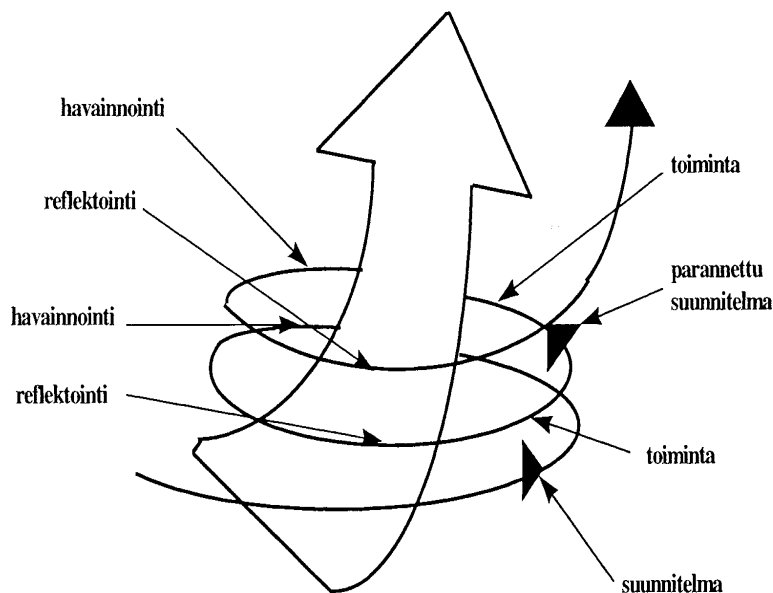 havainnointi
reflektointi
havainnointi
reflektointi
toiminta
parannettu
suunnitelma
toiminta
suunnitelma